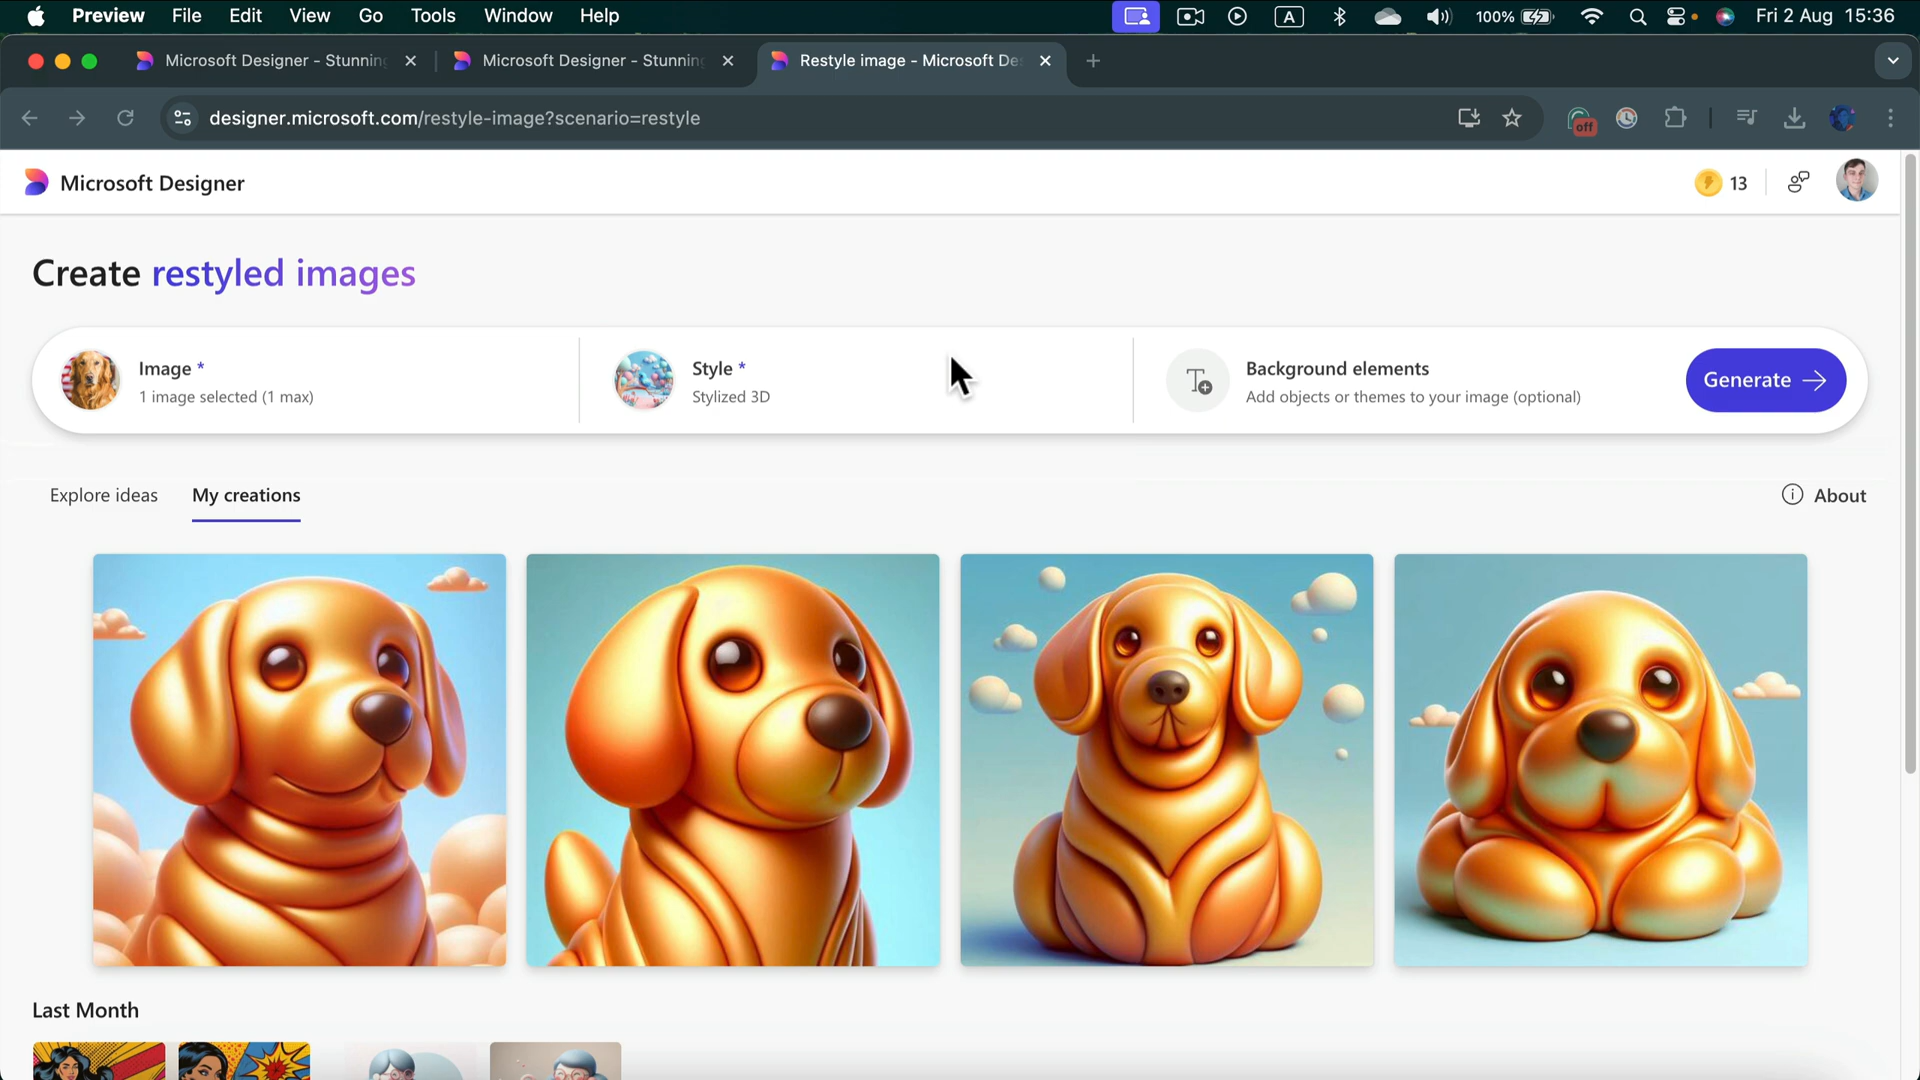 Preview File Edit View Go Tools Window Help A 100% Fri 2 Aug 15:36
Microsoft Designer - Stunning Microsoft Designer - Stunning Restyle image - Microsoft De
designer.microsoft.com/restyle-image?scenario=restyle off
Microsoft Designer 13
Create restyled images
Image * Style * Background elements Generate
1 image selected (1 max) Stylized 3D Add objects or themes to your image (optional)
Explore ideas My creations About
Last Month